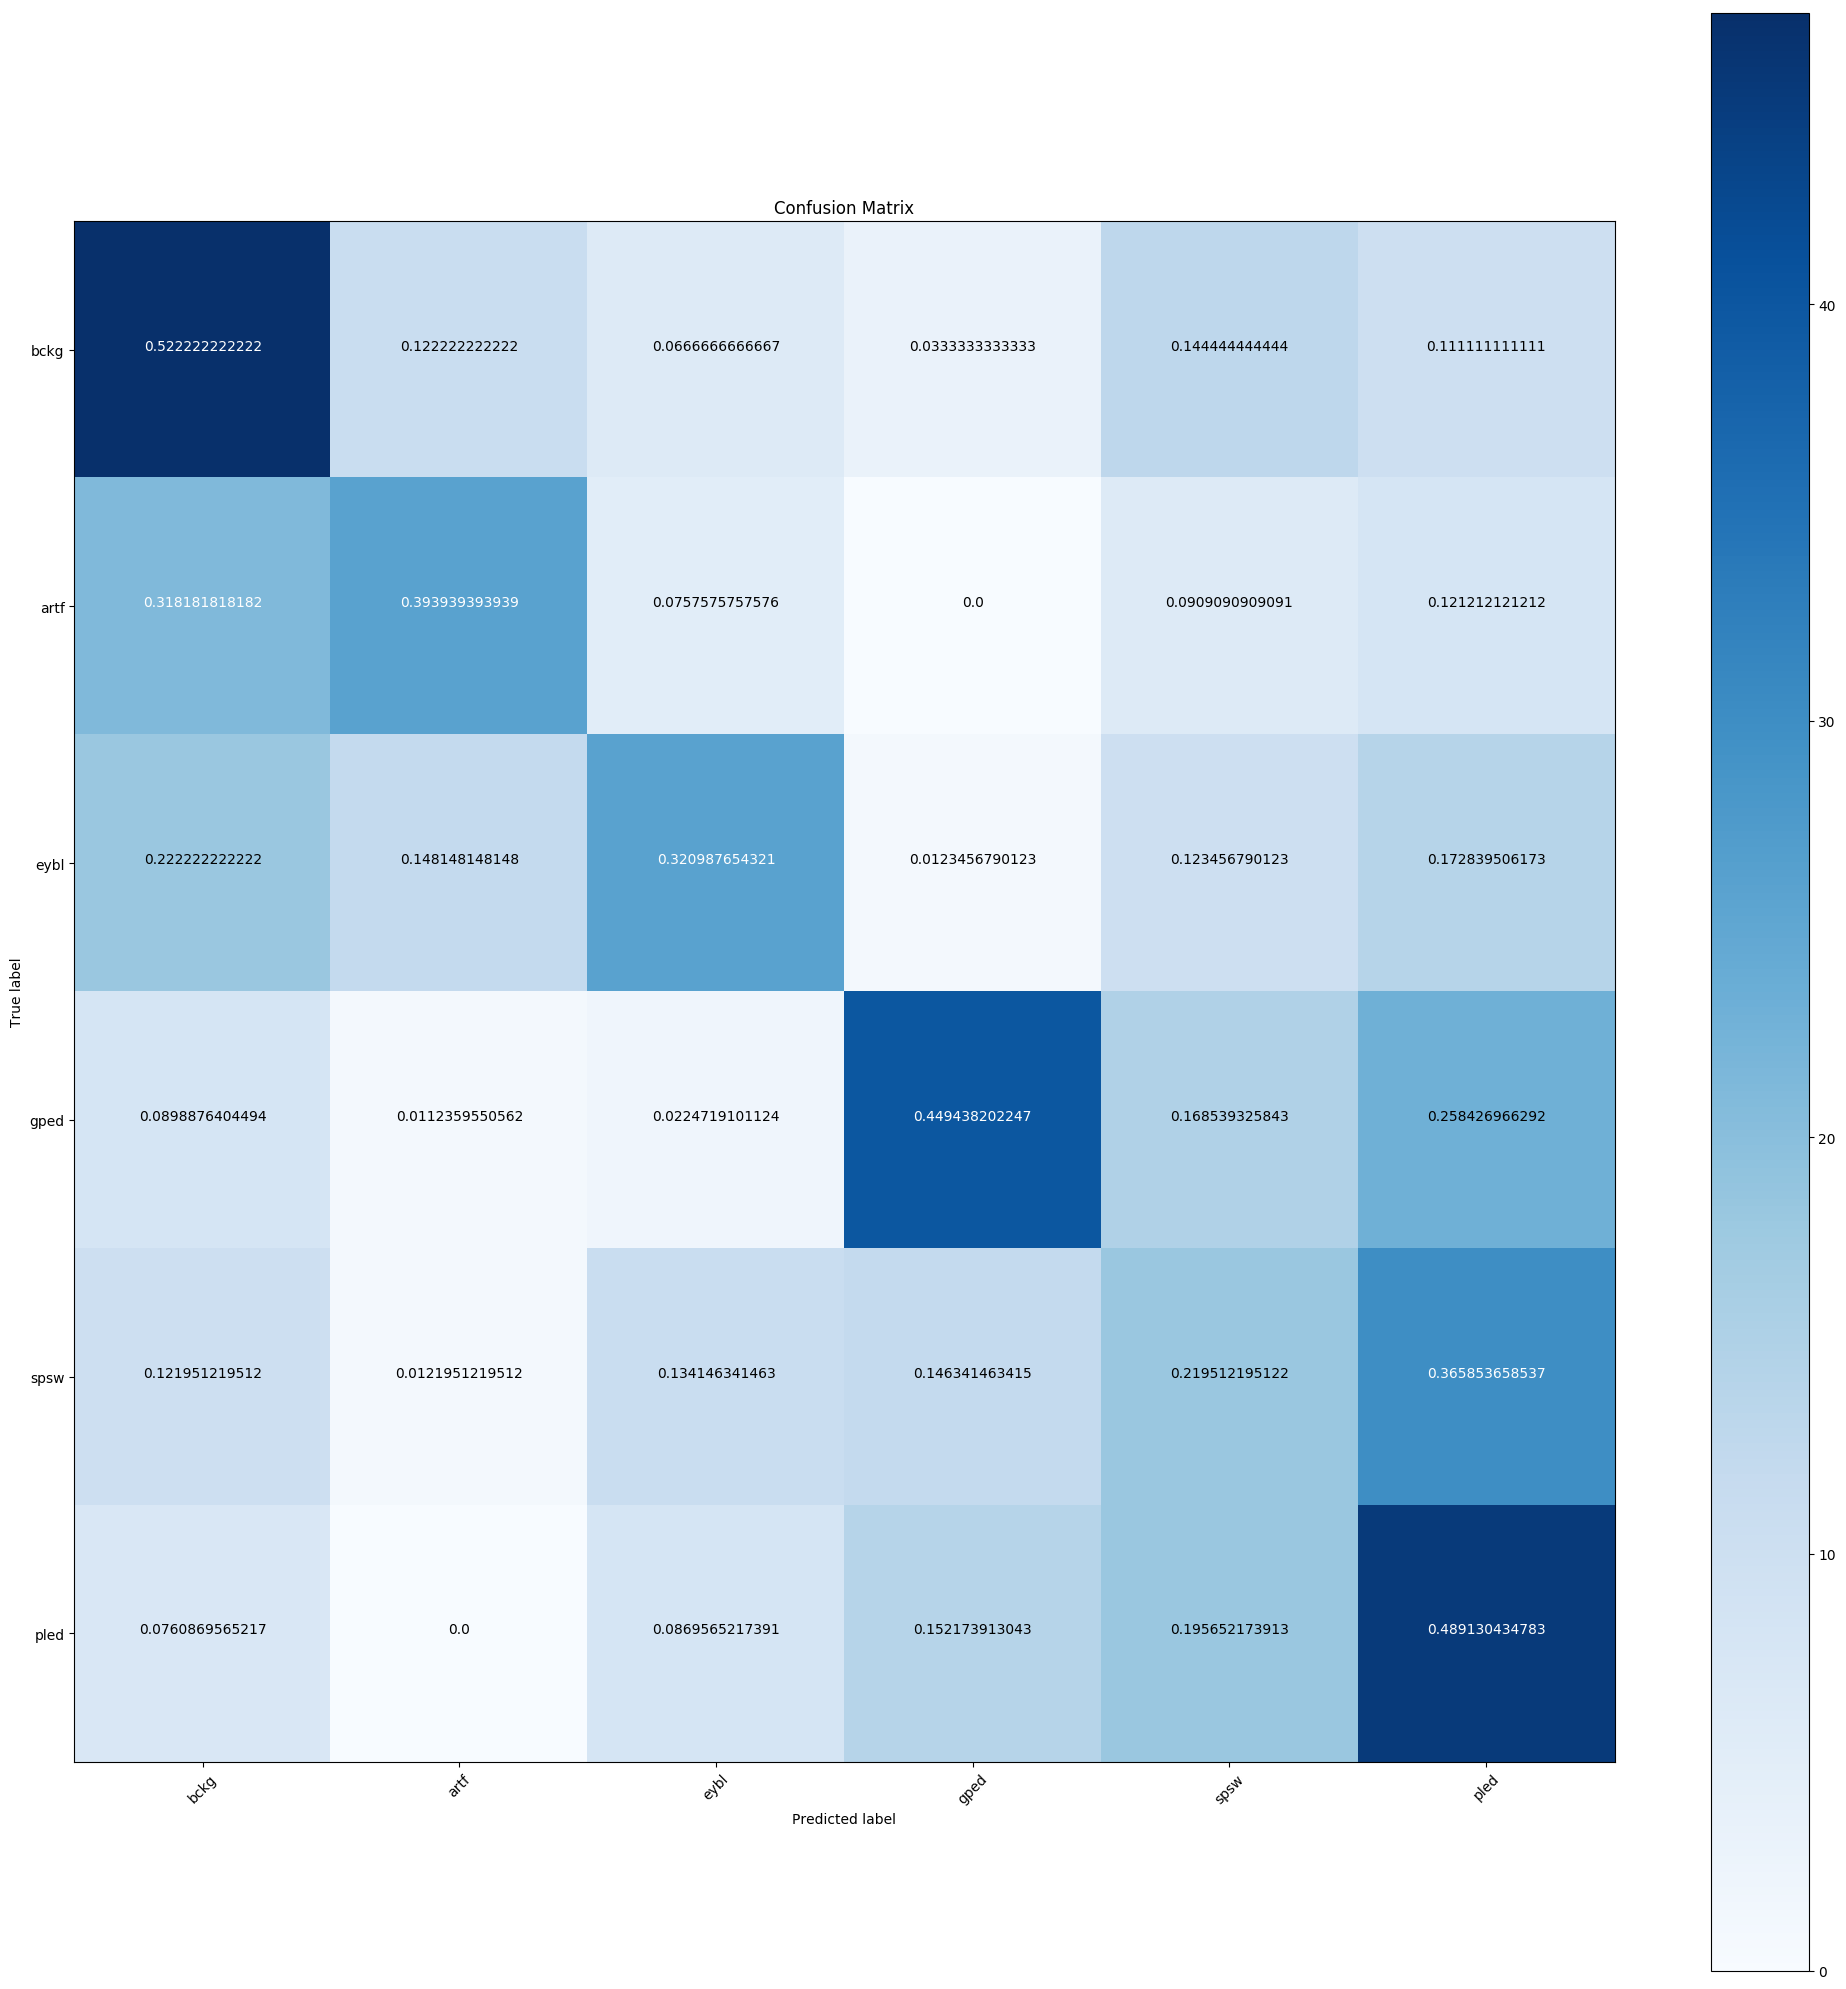 Confusion Matrix
bckg 0.522222222222 0.122222222222 0.0666666666667 0.0333333333333 0.144444444444 0.111111111111
artf 0.318181818182 0.393939393939 0.0757575757576 0.0 0.0909090909091 0.121212121212
eybl 0.222222222222 0.148148148148 0.320987654321 0.0123456790123 0.123456790123 0.172839506173
gped 0.0898876404494 0.0112359550562 0.0224719101124 0.449438202247 0.168539325843 0.258426966292
spsw 0.121951219512 0.0121951219512 0.134146341463 0.146341463415 0.219512195122 0.365853658537
pled 0.0760869565217 0.0 0.0869565217391 0.152173913043 0.195652173913 0.489130434783
True label
bckg artf eybl gped spsw pled
Predicted label
40
30
20
10
0